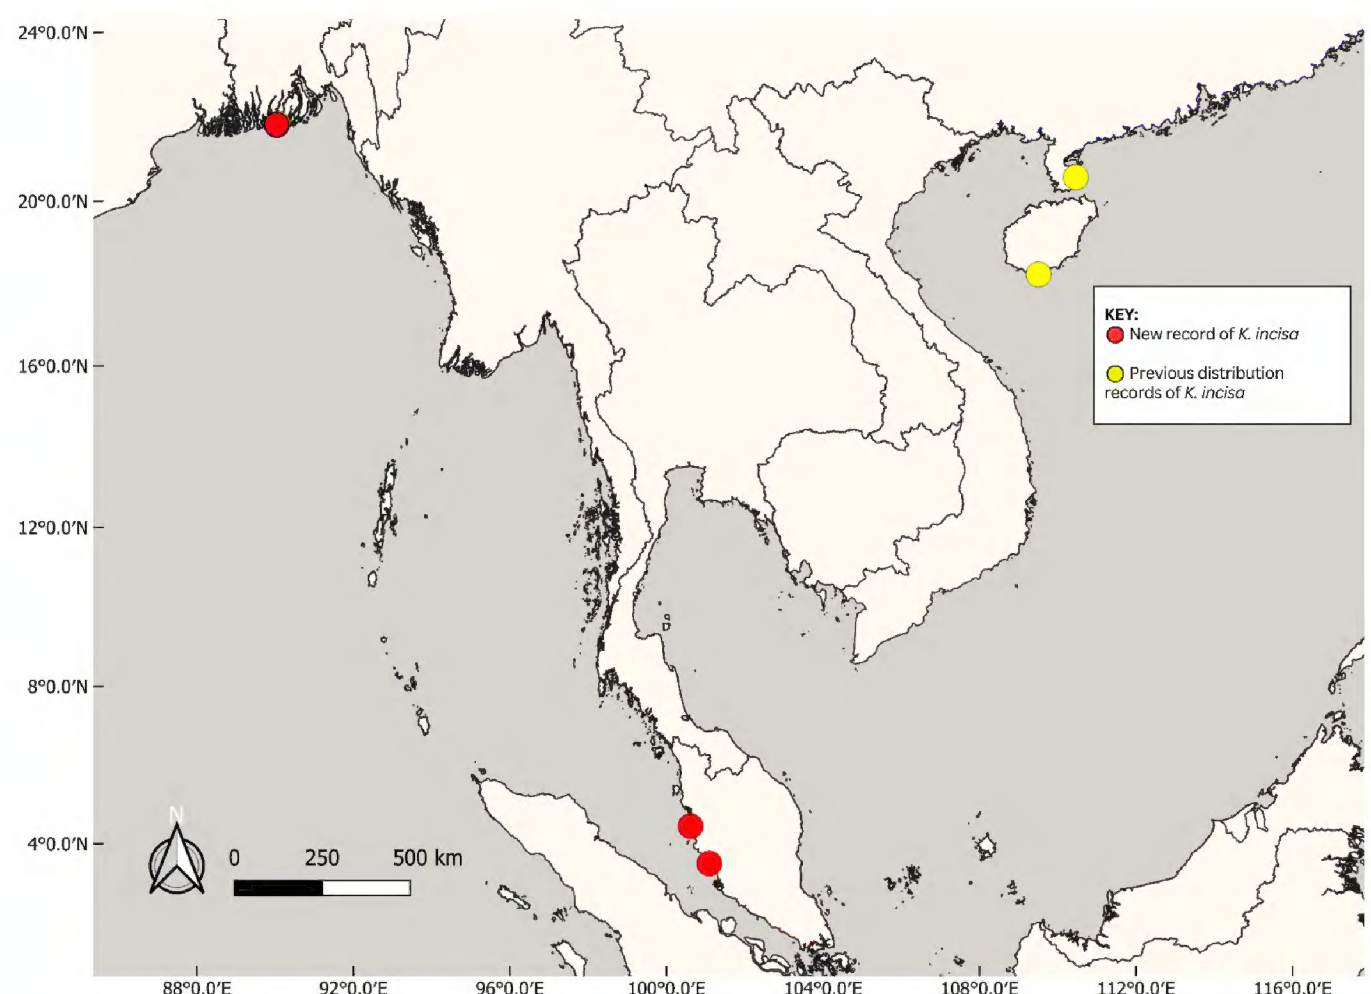 24°0.0'N
20°0.0'N
16°0.0'N
12°0.0'N
8°0.0'N
4°0.0'N
KEY:
New record of K. incisa
Previous distribution
records of K. incisa
N
0 250 500 km
88°0.0'E 92°0.0'E 96°0.0'E 100°0.0'E 104°0.0'E 108°0.0'E 112°0.0'E 116°0.0'E